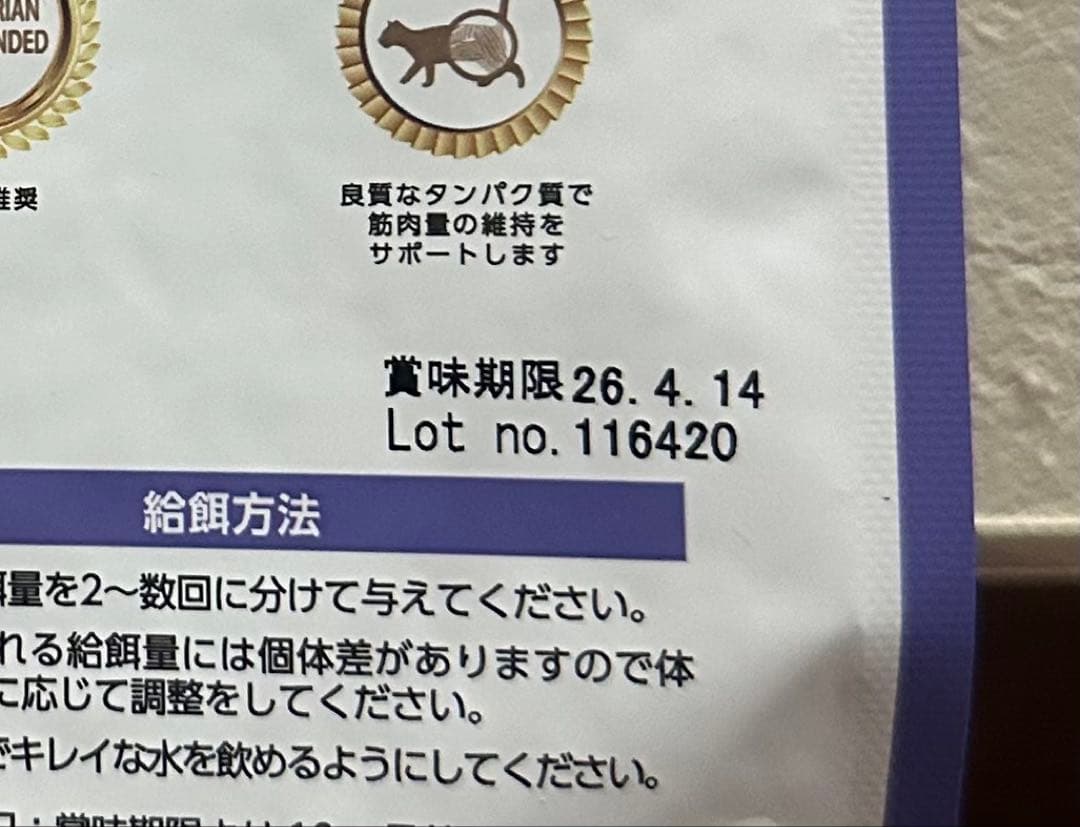 良質なタンパク質で
筋肉量の維持を
サポートします
賞味期限 26.4.14
Lot no.116420
給餌方法
量を2〜数回に分けて与えてください。
れる給餌量には個体差がありますので体
に応じて調整をしてください。
でキレイな水を飲めるようにしてください。